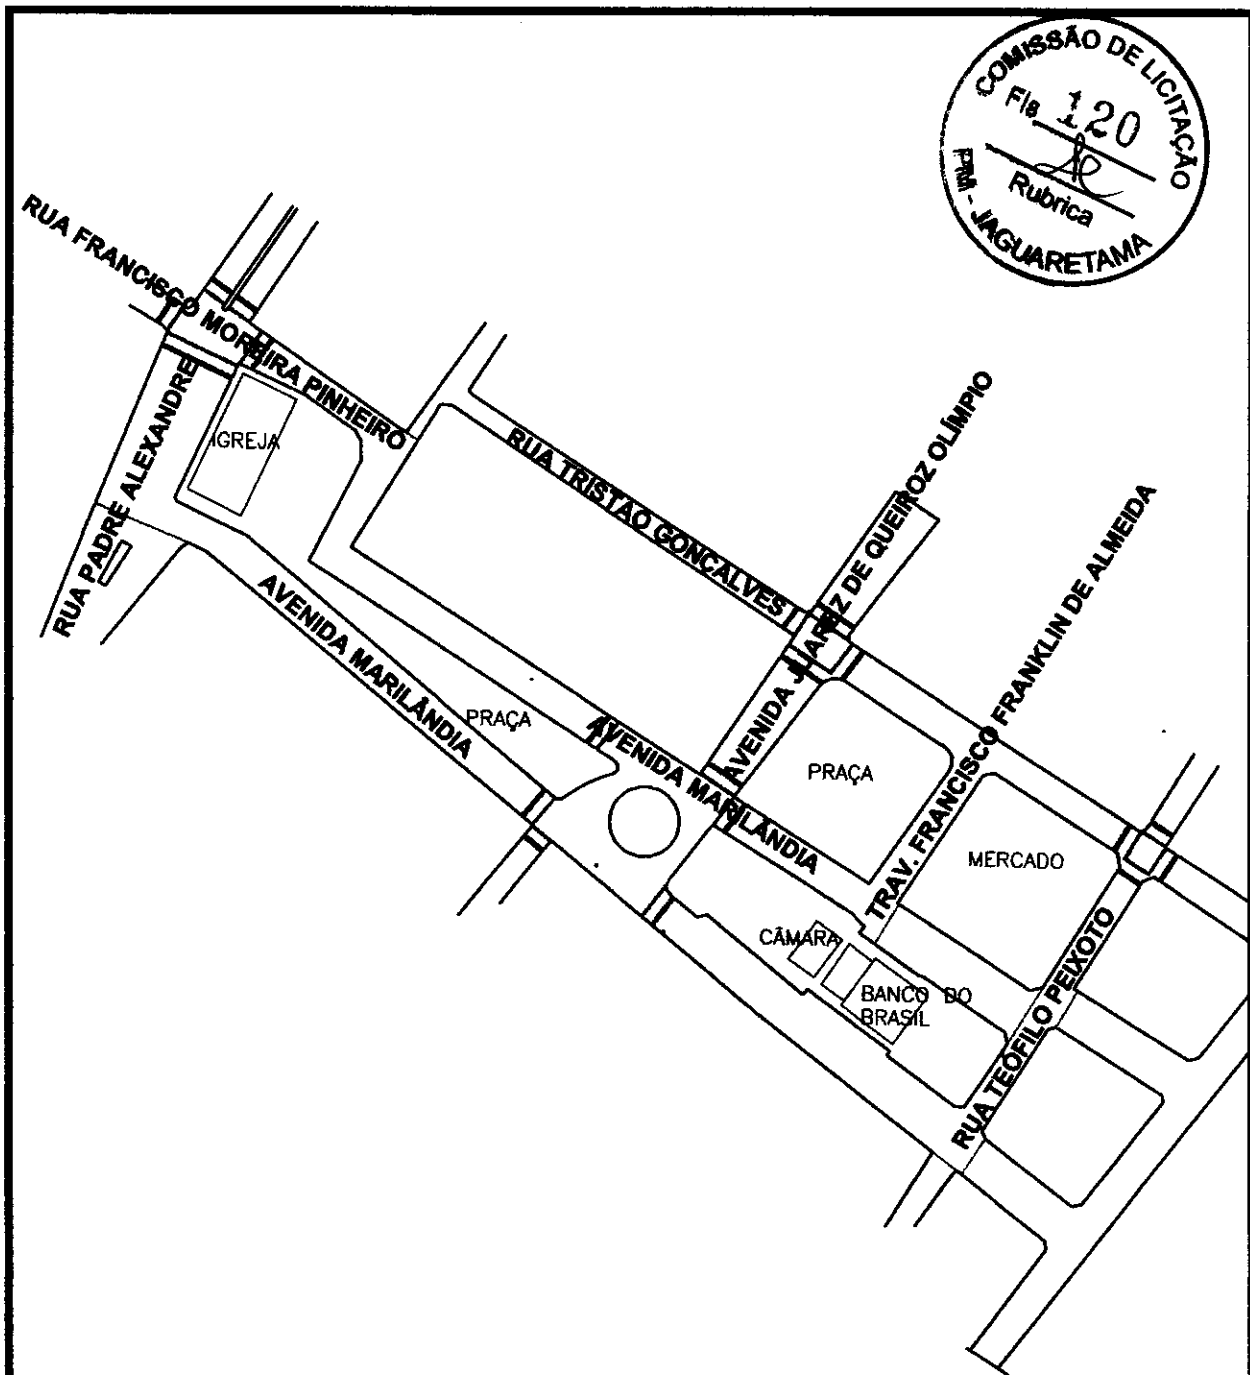 COMISSÃO DE LICITAÇÃO
Fls 120
Rubrica
PM - JAGUARETAMA
RUA FRANCISCO MOREIRA PINHEIRO
RUA PADRE ALEXANDRE
IGREJA
RUA TRISTÃO GONÇALVES
AVENIDA JUAREZ DE QUEIROZ OLÍMPIO
TRAV. FRANCISCO FRANKLIN DE ALMEIDA
AVENIDA MARILÂNDIA
PRAÇA
AVENIDA MARILÂNDIA
PRAÇA
MERCADO
CÂMARA
BANCO DO
BRASIL
RUA TEÓFILO PEIXOTO